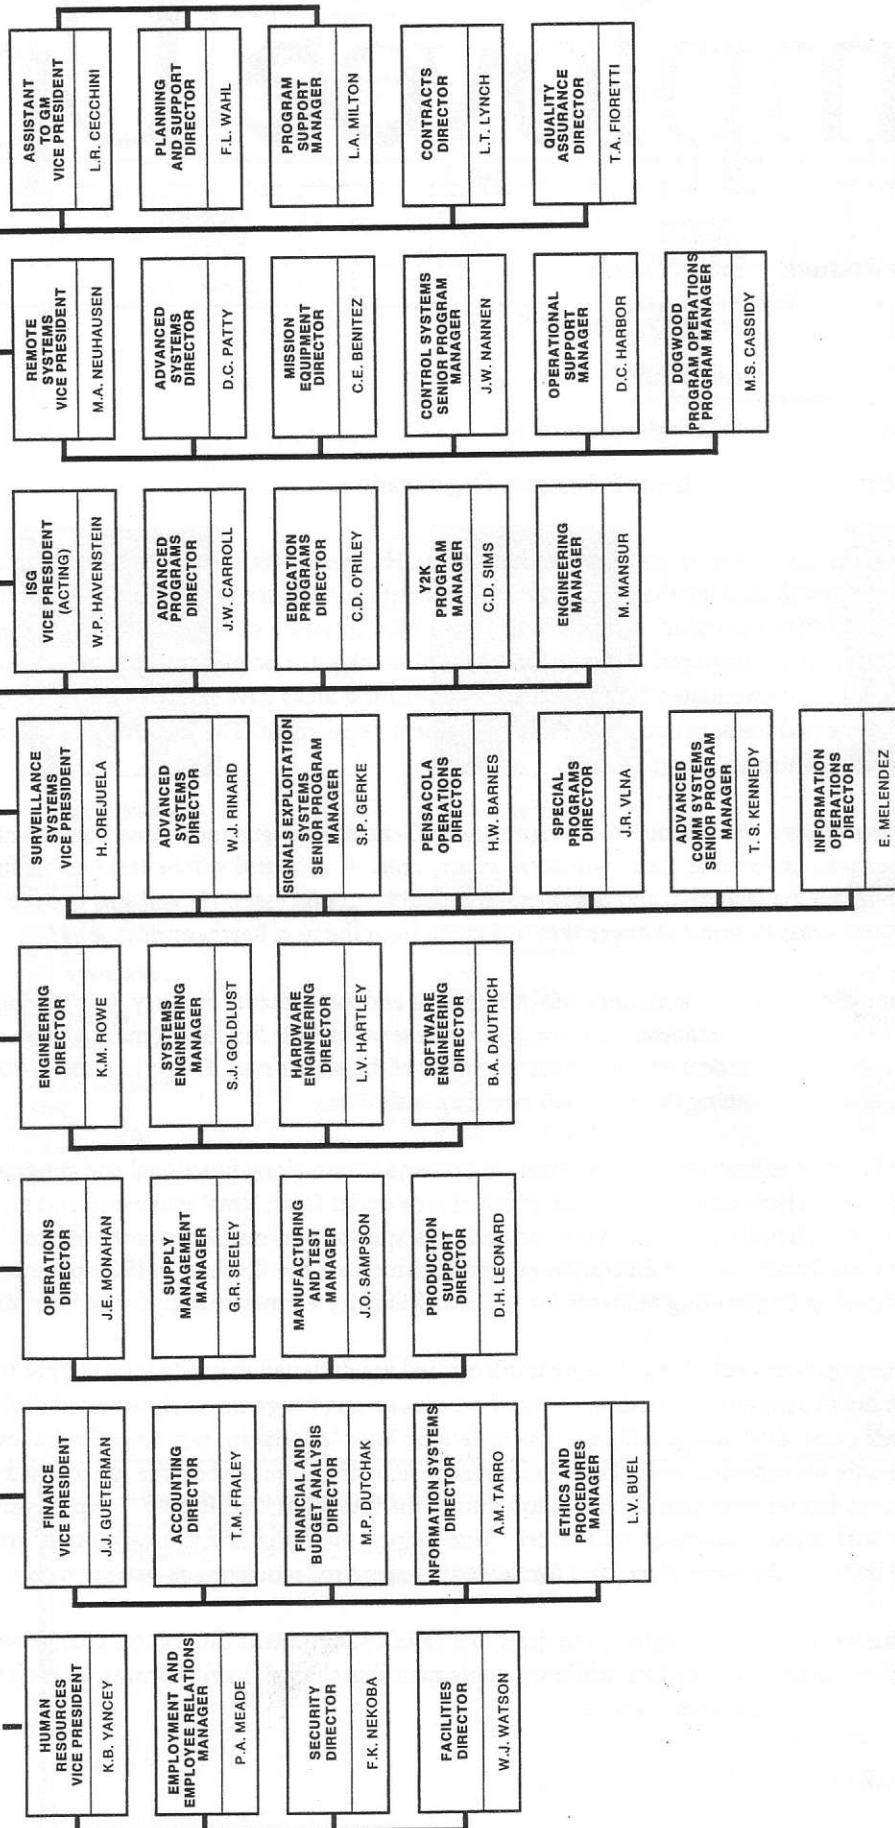 HUMAN
RESOURCES
VICE PRESIDENT
K.B. YANCEY
EMPLOYMENT AND
EMPLOYEE RELATIONS
MANAGER
P.A. MEADE
SECURITY
DIRECTOR
F.K. NEKOBA
FACILITIES
DIRECTOR
W.J. WATSON
FINANCE
VICE PRESIDENT
J.J. GUETERMAN
ACCOUNTING
DIRECTOR
T.M. FRALEY
FINANCIAL AND
BUDGET ANALYSIS
DIRECTOR
M.P. DUTCHAK
INFORMATION SYSTEMS
DIRECTOR
A.M. TARRO
ETHICS AND
PROCEDURES
MANAGER
L.V. BUEL
OPERATIONS
DIRECTOR
J.E. MONAHAN
SUPPLY
MANAGEMENT
MANAGER
G.R. SEELEY
MANUFACTURING
AND TEST
MANAGER
J.O. SAMPSON
PRODUCTION
SUPPORT
DIRECTOR
D.H. LEONARD
ENGINEERING
DIRECTOR
K.M. ROWE
SYSTEMS
ENGINEERING
MANAGER
S.J. GOLDLUST
HARDWARE
ENGINEERING
DIRECTOR
L.V. HARTLEY
SOFTWARE
ENGINEERING
DIRECTOR
B.A. DAUTRICH
SURVEILLANCE
SYSTEMS
VICE PRESIDENT
H. OREJUELA
ADVANCED
SYSTEMS
DIRECTOR
W.J. RINARD
SIGNALS EXPLOITATION
SENIOR PROGRAM
MANAGER
S.P. GERKE
PENSACOLA
OPERATIONS
DIRECTOR
H.W. BARNES
SPECIAL
PROGRAMS
DIRECTOR
J.R. VLNA
ADVANCED
COMM SYSTEMS
SENIOR PROGRAM
MANAGER
T. S. KENNEDY
INFORMATION
OPERATIONS
DIRECTOR
E. MELENDEZ
ISG
VICE PRESIDENT
(ACTING)
W.P. HAVENSTEIN
ADVANCED
PROGRAMS
DIRECTOR
J.W. CARROLL
EDUCATION
PROGRAMS
DIRECTOR
C.D. O'RILEY
Y2K
PROGRAM
MANAGER
C.D. SIMS
ENGINEERING
MANAGER
M. MANSUR
REMOTE
SYSTEMS
VICE PRESIDENT
M.A. NEUHAUSEN
ADVANCED
SYSTEMS
DIRECTOR
D.C. PATTY
MISSION
EQUIPMENT
DIRECTOR
C.E. BENITEZ
CONTROL SYSTEMS
SENIOR PROGRAM
MANAGER
J.W. NANNEN
OPERATIONAL
SUPPORT
MANAGER
D.C. HARBOR
DOGWOOD
PROGRAM OPERATIONS
PROGRAM MANAGER
M.S. CASSIDY
ASSISTANT
TO GM
VICE PRESIDENT
L.R. CECCHINI
PLANNING
AND SUPPORT
DIRECTOR
F.L. WAHL
PROGRAM
SUPPORT
MANAGER
L.A. MILTON
CONTRACTS
DIRECTOR
L.T. LYNCH
QUALITY
ASSURANCE
DIRECTOR
T.A. FIORETTI